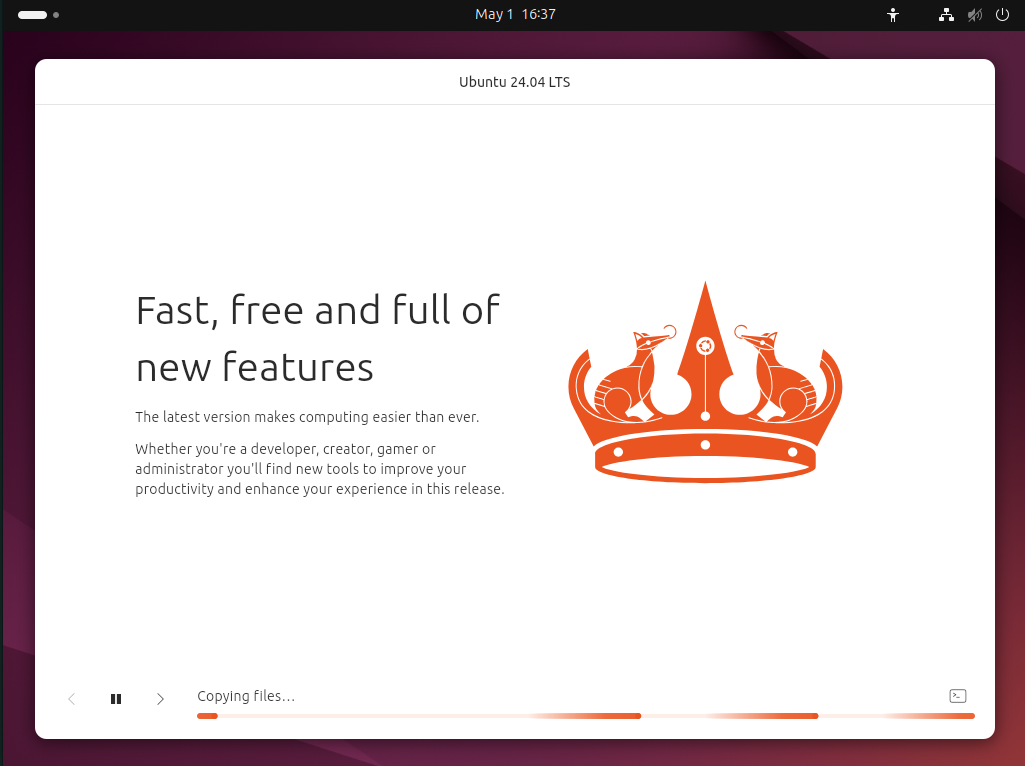 May 1 16:37
Ubuntu 24.04 LTS
Fast, free and full of
new features
The latest version makes computing easier than ever.
Whether you're a developer, creator, gamer or
administrator you'll find new tools to improve your
productivity and enhance your experience in this release.
Copying files…